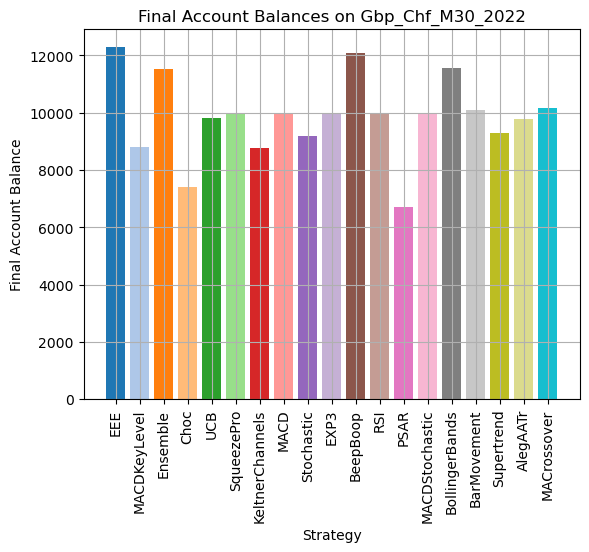 Final Account Balances on Gbp_Chf_M30_2022
Final Account Balance
12000
10000
8000
6000
4000
2000
0
EEE
MACDKeyLevel
Ensemble
Choc
UCB
SqueezePro
KeltnerChannels
MACD
Stochastic
EXP3
BeepBoop
RSI
PSAR
MACDStochastic
BollingerBands
BarMovement
Supertrend
AlegAATr
MACrossover
Strategy